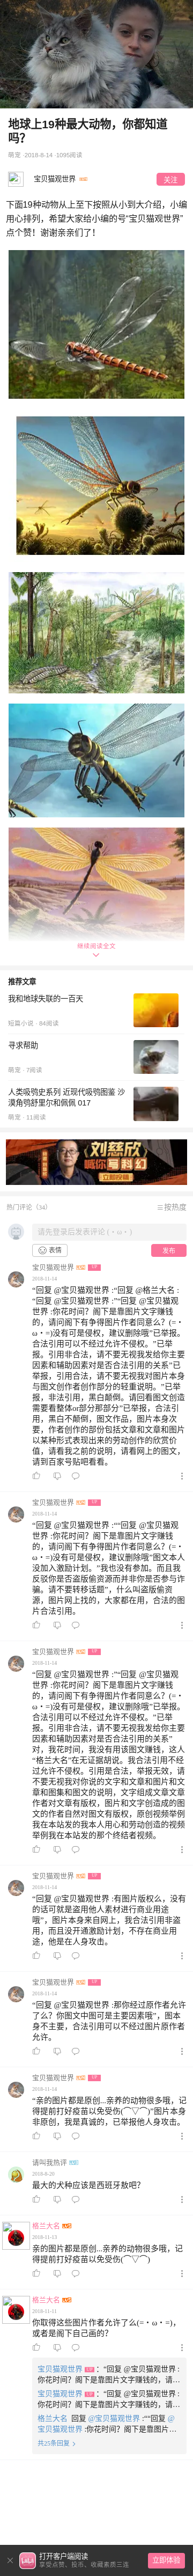 地球上19种最大动物，你都知道
吗?
萌宠 ·2018-8-14 ·1095阅读
宝贝猫观世界
关注
下面19种动物从上至下按照从小到大介绍，小编
用心排列，希望大家给小编的号“宝贝猫观世界”
点个赞！谢谢亲亲们了！
继续阅读全文
推荐文章
我和地球失联的一百天
短篇小说 · 84阅读
寻求帮助
萌宠 · 7阅读
人类吸鸮史系列 近现代吸鸮图鉴 沙
漠角鸮舒里尔和佩佩 017
萌宠 · 11阅读
刘慈欣
喊你写科幻
热门评论（34）
按热度
请先登录后发表评论 (・ω・)
表情
发布
宝贝猫观世界
2018-11-14
“回复 @宝贝猫观世界 :“回复 @格兰大名 :
“回复 @宝贝猫观世界 :“”回复 @宝贝猫观
世界 :你花时间？阁下是靠图片文字赚钱
的，请问阁下有争得图片作者同意么？(=・
ω・=)没有可是侵权，建议删除哦”已举报。
合法引用可以不经过允许不侵权。”已举
报。引用非合法，请不要无视我发给你主要
因素和辅助因素对是否合法引用的关系”已
举报，引用合法，请不要无视我对图片本身
与图文创作者创作部分的轻重说明。”已举
报，非法引用，黑白颠倒。请回看图文创造
需要看整体or部分那部分”已举报，合法引
用，黑白不颠倒，图文作品，图片本身次
要，作者创作的部份包括文章和文章和图片
以某种形式表现出来的劳动创作的欣赏价
值，请看我之前的说明，请看网上的图文，
请到百家号贴吧看看。
宝贝猫观世界
2018-11-14
“回复 @宝贝猫观世界 :“”回复 @宝贝猫观
世界 :你花时间？阁下是靠图片文字赚钱
的，请问阁下有争得图片作者同意么？(=・
ω・=)没有可是侵权，建议删除哦”图文本人
没加入激励计划。”我也没有参加。而且我
反驳你是否盗版偷资源而并非你是否参与创
作。请不要转移话题”，什么叫盗版偷资
源，图片网上找的，大家都在用，合法的图
片合法引用。
宝贝猫观世界
2018-11-14
“回复 @宝贝猫观世界 :“”回复 @宝贝猫观
世界 :你花时间？阁下是靠图片文字赚钱
的，请问阁下有争得图片作者同意么？(=・
ω・=)没有可是侵权，建议删除哦”已举报。
合法引用可以不经过允许不侵权。”已举
报。引用非合法，请不要无视我发给你主要
因素和辅助因素对是否合法引用的关系”
对，我花时间，我没有用该图文赚钱，这人
"格兰大名"在无证据胡说。我合法引用不经
过允许不侵权。引用是合法，举报无效，请
不要无视我对你说的文字和文章和图片和文
章和图集和图文的说明，文字组成文章文章
作者对文章有版权，图片和文字创造成的图
文的作者自然对图文有版权，原创视频举例
我在本站发的我本人用心和劳动创造的视频
举例我在本站发的那个终结者视频。
宝贝猫观世界
2018-11-14
“回复 @宝贝猫观世界 :有图片版权么，没有
的话可就是盗用他人素材进行商业用途
哦”，图片本身来自网上，我合法引用非盗
用，而且没开通激励计划，不存在商业用
途，他是在人身攻击。
宝贝猫观世界
2018-11-14
“回复 @宝贝猫观世界 :那你经过原作者允许
了么？你图文中图可是主要因素哦”，图本
身不主要，合法引用可以不经过图片原作者
允许。
宝贝猫观世界
2018-11-14
“亲的图片都是原创...亲养的动物很多哦，记
得提前打好疫苗以免受伤(⌒▽⌒)”图片本身
非原创，我是真诚的，已举报他人身攻击。
请叫我热评
2018-8-20
最大的犬种应该是西班牙敖吧?
格兰大名
2018-11-13
亲的图片都是原创...亲养的动物很多哦，记
得提前打好疫苗以免受伤(⌒▽⌒)
格兰大名
2018-11-11
你取得这些图片作者允许了么(=・ω・=)，
或者是阁下自己画的?
宝贝猫观世界 ：“回复 @宝贝猫观世界 :
你花时间？阁下是靠图片文字赚钱的，请…
宝贝猫观世界 ：“回复 @宝贝猫观世界 :
你花时间？阁下是靠图片文字赚钱的，请…
格兰大名 回复 @宝贝猫观世界 :“”回复 @
宝贝猫观世界 :你花时间？阁下是靠图片…
共23条回复
打开客户端阅读
享受点赞、投币、收藏素质三连
立即体验